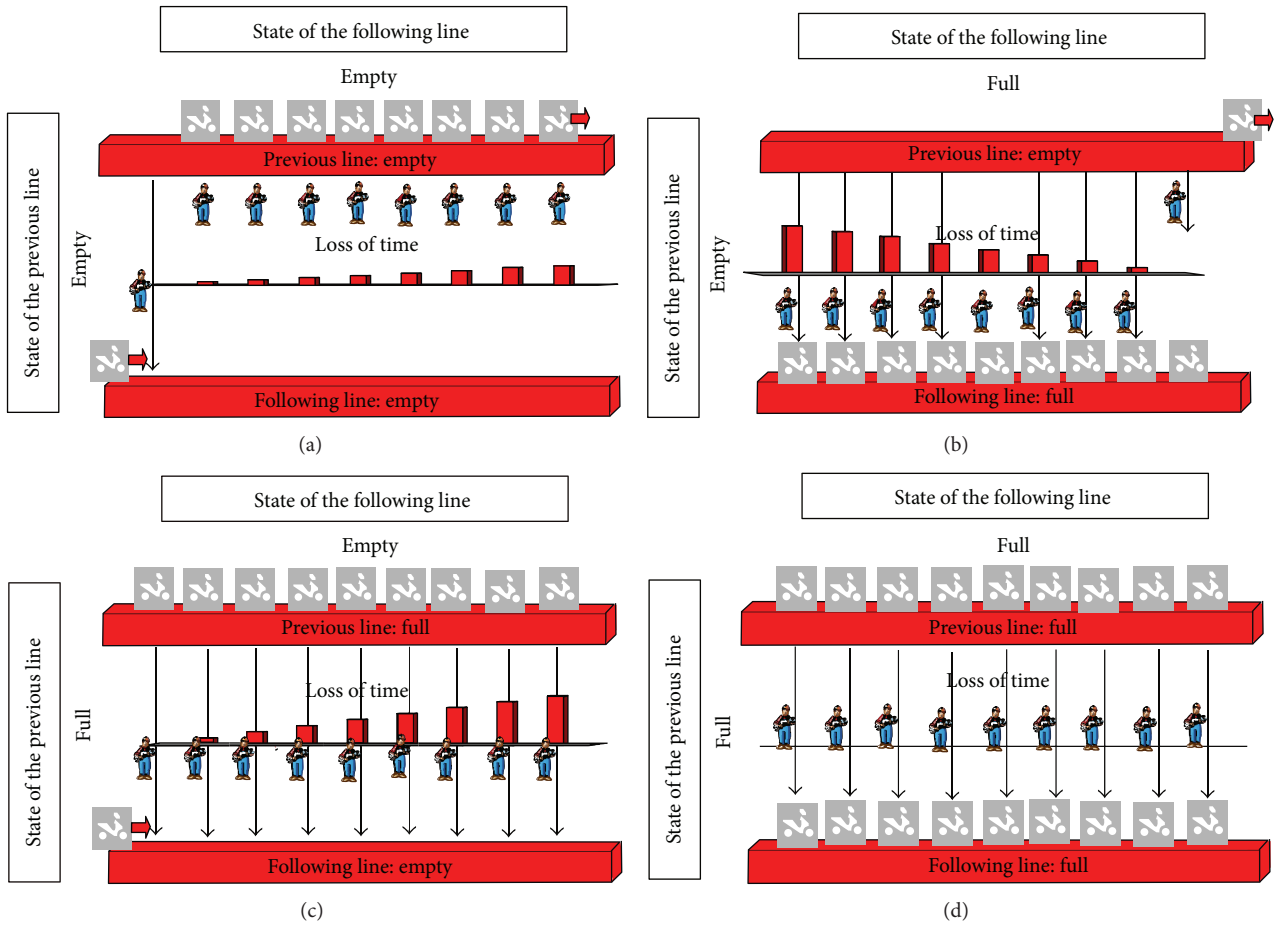 State of the following line
Empty
State of the previous line
Empty
Previous line: empty
Loss of time
Following line: empty
(a)
State of the following line
Full
State of the previous line
Empty
Previous line: empty
Loss of time
Following line: full
(b)
State of the following line
Empty
State of the previous line
Full
Previous line: full
Loss of time
Following line: empty
(c)
State of the following line
Full
State of the previous line
Full
Previous line: full
Loss of time
Following line: full
(d)